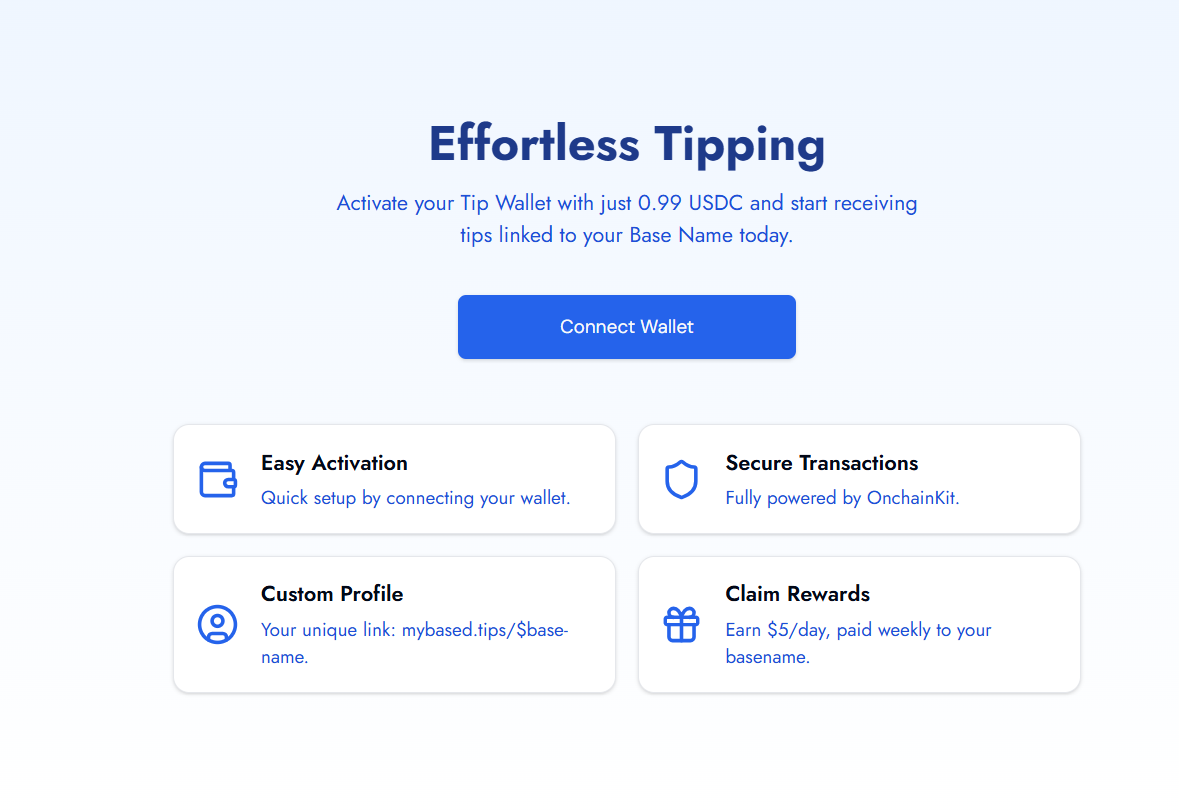 Effortless Tipping
Activate your Tip Wallet with just 0.99 USDC and start receiving
tips linked to your Base Name today.
Connect Wallet
Easy Activation
Quick setup by connecting your wallet.
Secure Transactions
Fully powered by OnchainKit.
Custom Profile
Your unique link: mybased.tips/$base-
name.
Claim Rewards
Earn $5/day, paid weekly to your
basename.